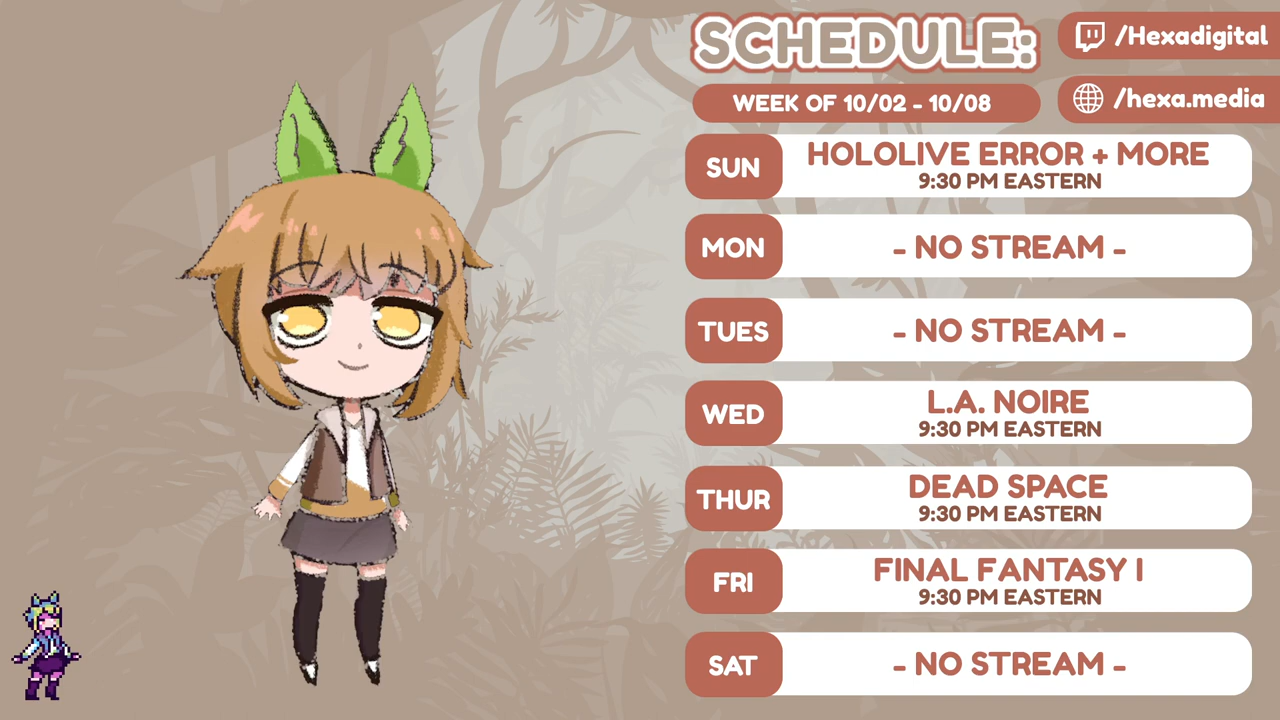 SCHEDULE:
/Hexadigital
WEEK OF 10/02 - 10/08
/hexa.media
SUN
HOLOLIVE ERROR + MORE
9:30 PM EASTERN
MON
- NO STREAM -
TUES
- NO STREAM -
WED
L.A. NOIRE
9:30 PM EASTERN
THUR
DEAD SPACE
9:30 PM EASTERN
FRI
FINAL FANTASY I
9:30 PM EASTERN
SAT
- NO STREAM -